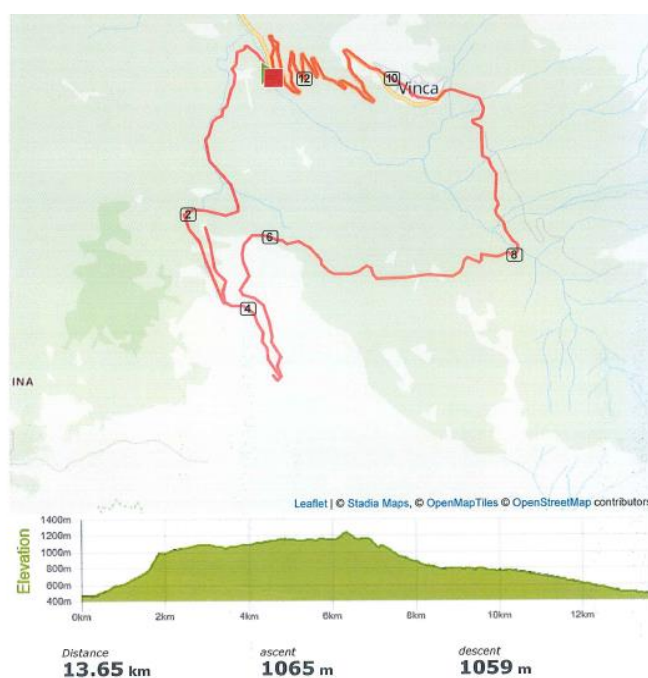 12
10
Vinca
2
6
8
4
INA
Leaflet | © Stadia Maps, © OpenMapTiles © OpenStreetMap contributors
Elevation
1400m
1200m
1000m
800m
600m
400m
0km 2km 4km 6km 8km 10km 12km
Distance ascent descent
13.65 km 1065 m 1059 m